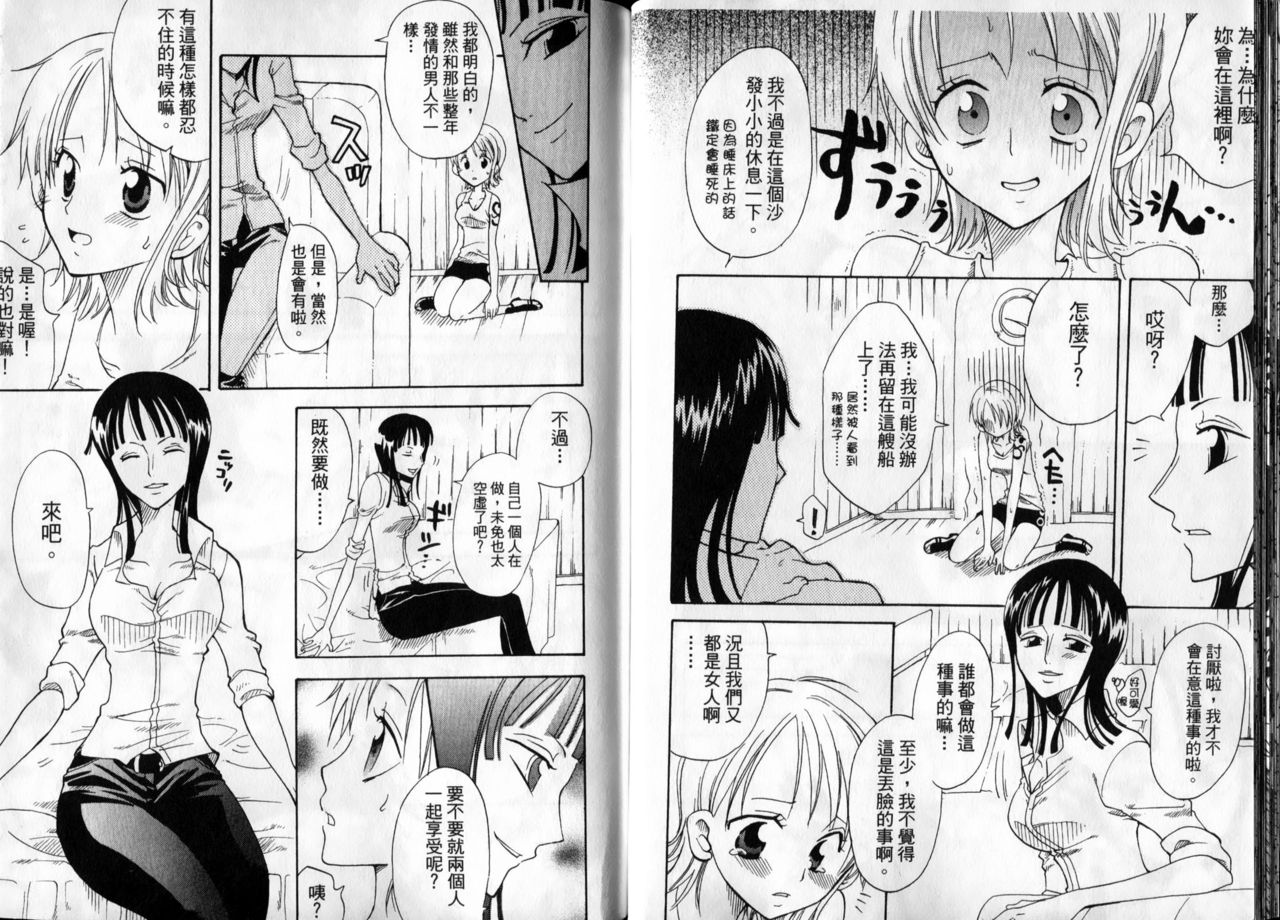 為…為什麼
妳會在這裡啊？
我不過是在這個沙
發小小的休息一下。
因為睡床上的話
鐵定會睡死的
ずぅぅぅ
ぅぅん…
那麼…
哎呀？
怎麼了？
我…我可能沒辦
法再留在這艘船
上了……
居然被人看到
那種樣子……
ヘた…
！
討厭啦，我才不
會在意這種事的啦。
好可愛
喔
誰都會做這
種事的嘛…
至少，我不覺得
這是丟臉的事啊。
況且我們又
都是女人啊
……
我都明白的，
雖然和那些整年
發情的男人不一
樣…
スッ
但是，當然
也是會有啦。
有這種怎樣都忍
不住的時候嘛。
是…是喔！
說的也對嘛！
不過…
自己一個人在
做，未免也太
空虛了吧？
ギシ…
既然要做……
ニッコリ
來吧。
要不要就兩個人
一起享受呢？
咦？